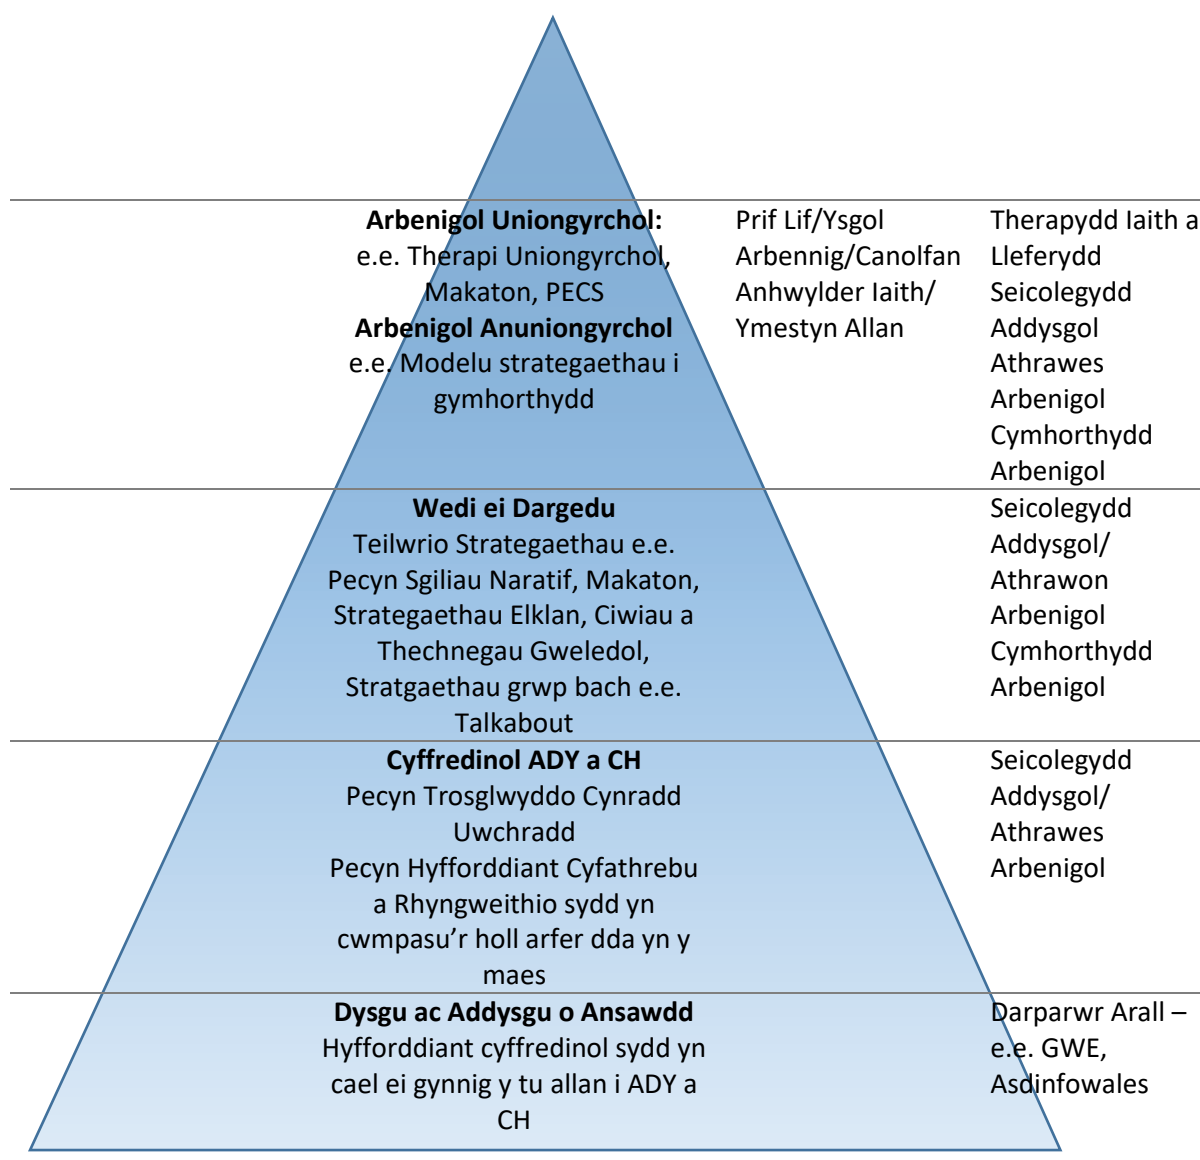 Arbenigol Uniongyrchol:
e.e. Therapi Uniongyrchol,
Makaton, PECS
Arbenigol Anuniongyrchol
e.e. Modelu strategaethau i
gymhorthydd
Prif Lif/Ysgol
Arbennig/Canolfan
Anhwylder Iaith/
Ymestyn Allan
Therapydd Iaith a
Lleferydd
Seicolegydd
Addysgol
Athrawes
Arbenigol
Cymhorthydd
Arbenigol
Wedi ei Dargedu
Teilwrio Strategaethau e.e.
Pecyn Sgiliau Naratif, Makaton,
Strategaethau Elklan, Ciwiau a
Thechnegau Gweledol,
Stratgaethau grwp bach e.e.
Talkabout
Seicolegydd
Addysgol/
Athrawon
Arbenigol
Cymhorthydd
Arbenigol
Cyffredinol ADY a CH
Pecyn Trosglwyddo Cynradd
Uwchradd
Pecyn Hyfforddiant Cyfathrebu
a Rhyngweithio sydd yn
cwmpasu’r holl arfer dda yn y
maes
Seicolegydd
Addysgol/
Athrawes
Arbenigol
Dysgu ac Addysgu o Ansawdd
Hyfforddiant cyffredinol sydd yn
cael ei gynnig y tu allan i ADY a
CH
Darparwr Arall –
e.e. GWE,
Asdinfowales